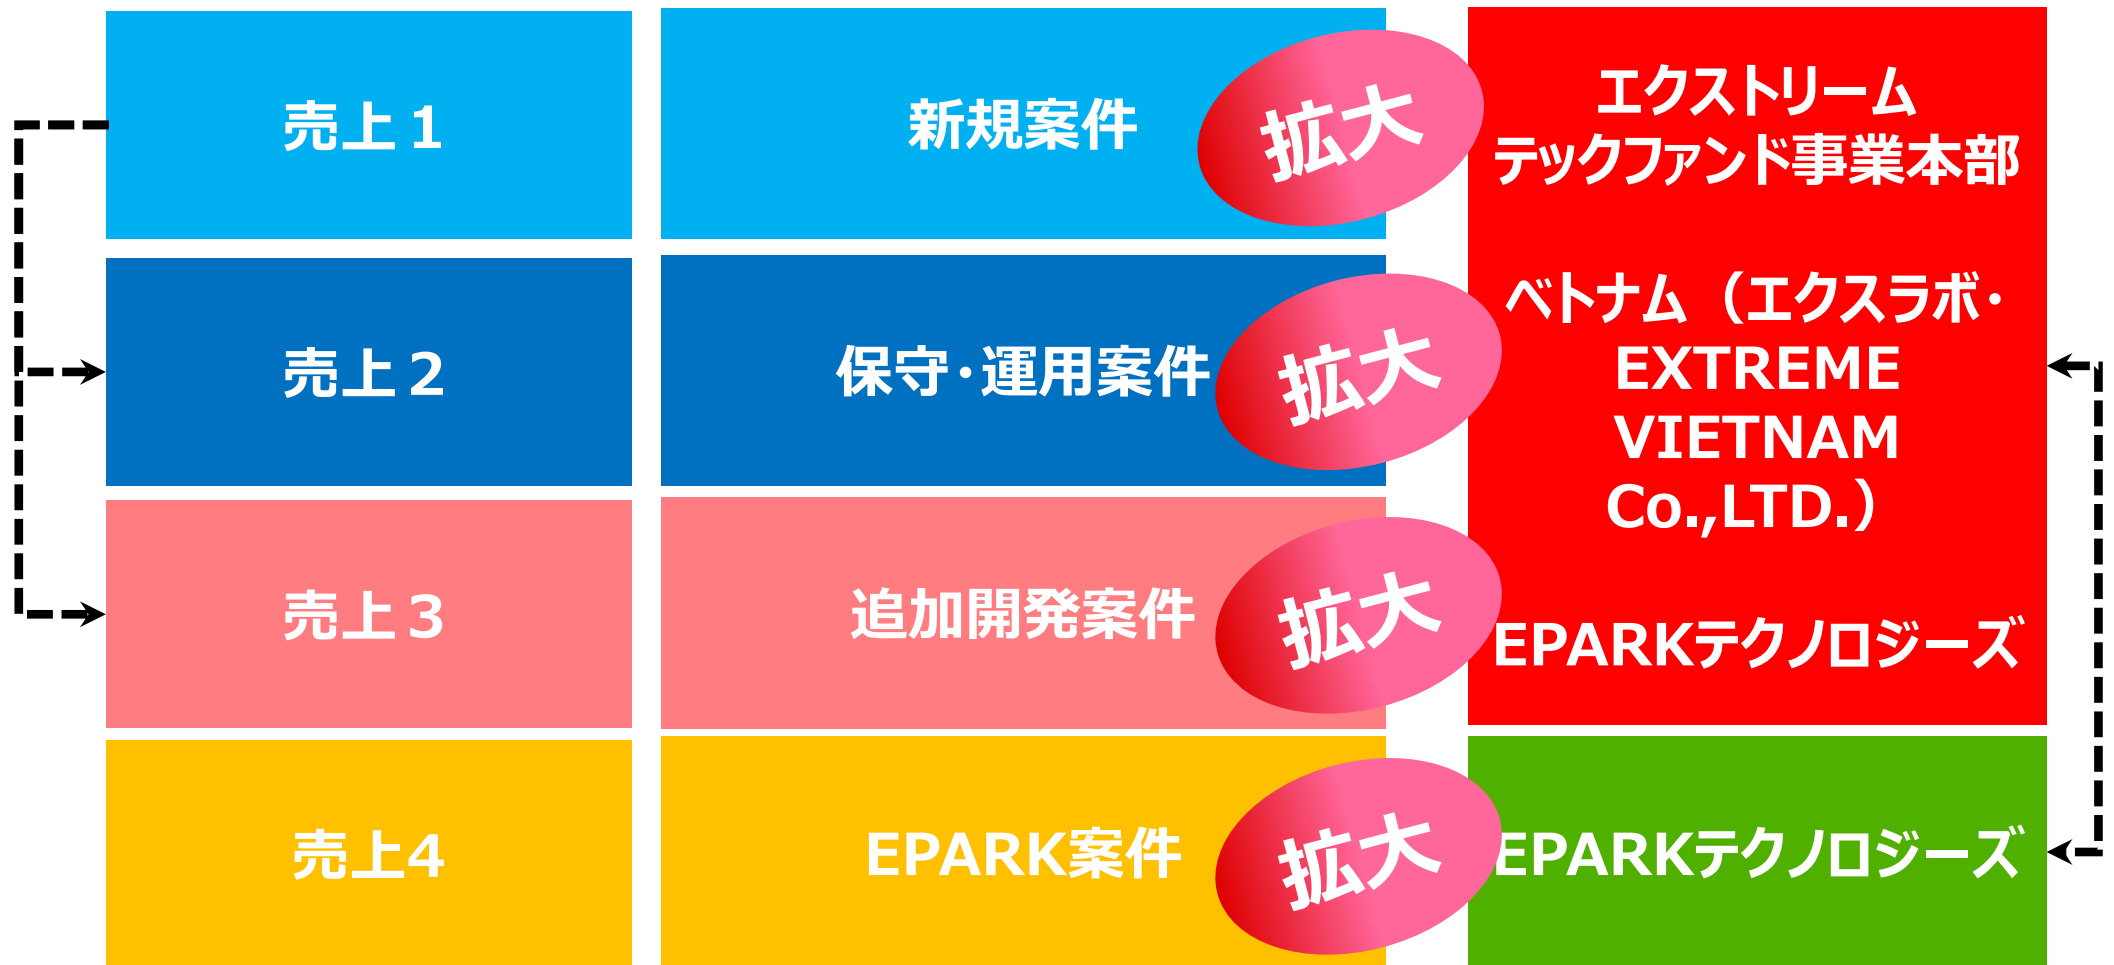 売上１
新規案件
拡大
エクストリーム
テックファンド事業本部
ベトナム（エクスラボ・
EXTREME
VIETNAM
Co.,LTD.）
EPARKテクノロジーズ
売上２
保守・運用案件
拡大
売上３
追加開発案件
拡大
売上4
EPARK案件
拡大
EPARKテクノロジーズ